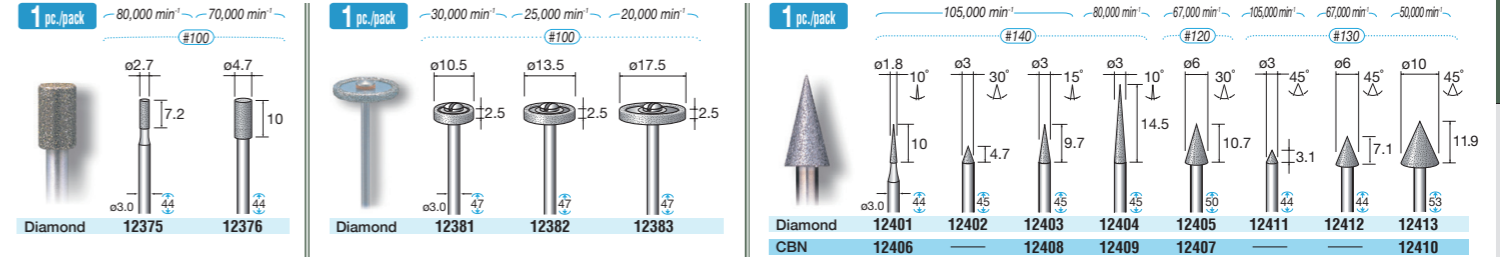 1 pc./pack 80,000 min⁻¹ 70,000 min⁻¹
#100
ø2.7 ø4.7
7.2 10
ø3.0 44 44
Diamond 12375 12376
1 pc./pack 30,000 min⁻¹ 25,000 min⁻¹ 20,000 min⁻¹
#100
ø10.5 ø13.5 ø17.5
2.5 2.5 2.5
ø3.0 47 47 47
Diamond 12381 12382 12383
1 pc./pack 105,000 min⁻¹ 80,000 min⁻¹ 67,000 min⁻¹ 105,000 min⁻¹ 67,000 min⁻¹ 50,000 min⁻¹
#140 #120 #130
ø1.8 ø3 ø3 ø3 ø6 ø3 ø6 ø10
10° 30° 15° 10° 30° 45° 45° 45°
10 4.7 9.7 14.5 10.7 3.1 7.1 11.9
ø3.0 44 45 45 45 50 44 44 53
Diamond 12401 12402 12403 12404 12405 12411 12412 12413
CBN 12406 — 12408 12409 12407 — — 12410